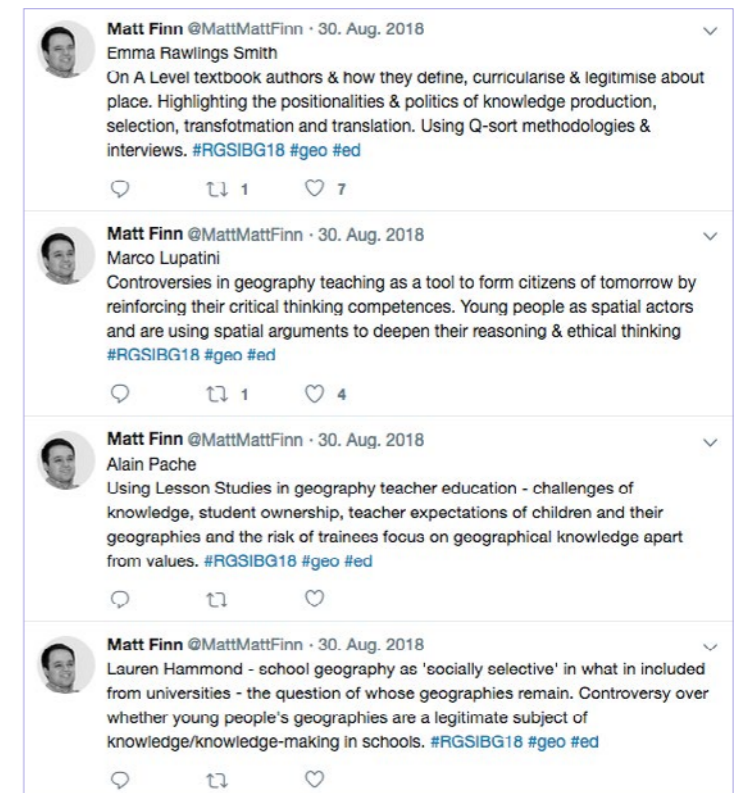 Matt Finn @MattMattFinn · 30. Aug. 2018
Emma Rawlings Smith
On A Level textbook authors & how they define, curricularise & legitimise about
place. Highlighting the positionalities & politics of knowledge production,
selection, transfotmation and translation. Using Q-sort methodologies &
interviews. #RGSIBG18 #geo #ed
1 7
Matt Finn @MattMattFinn · 30. Aug. 2018
Marco Lupatini
Controversies in geography teaching as a tool to form citizens of tomorrow by
reinforcing their critical thinking competences. Young people as spatial actors
and are using spatial arguments to deepen their reasoning & ethical thinking
#RGSIBG18 #geo #ed
1 4
Matt Finn @MattMattFinn · 30. Aug. 2018
Alain Pache
Using Lesson Studies in geography teacher education - challenges of
knowledge, student ownership, teacher expectations of children and their
geographies and the risk of trainees focus on geographical knowledge apart
from values. #RGSIBG18 #geo #ed
Matt Finn @MattMattFinn · 30. Aug. 2018
Lauren Hammond - school geography as 'socially selective' in what in included
from universities - the question of whose geographies remain. Controversy over
whether young people's geographies are a legitimate subject of
knowledge/knowledge-making in schools. #RGSIBG18 #geo #ed